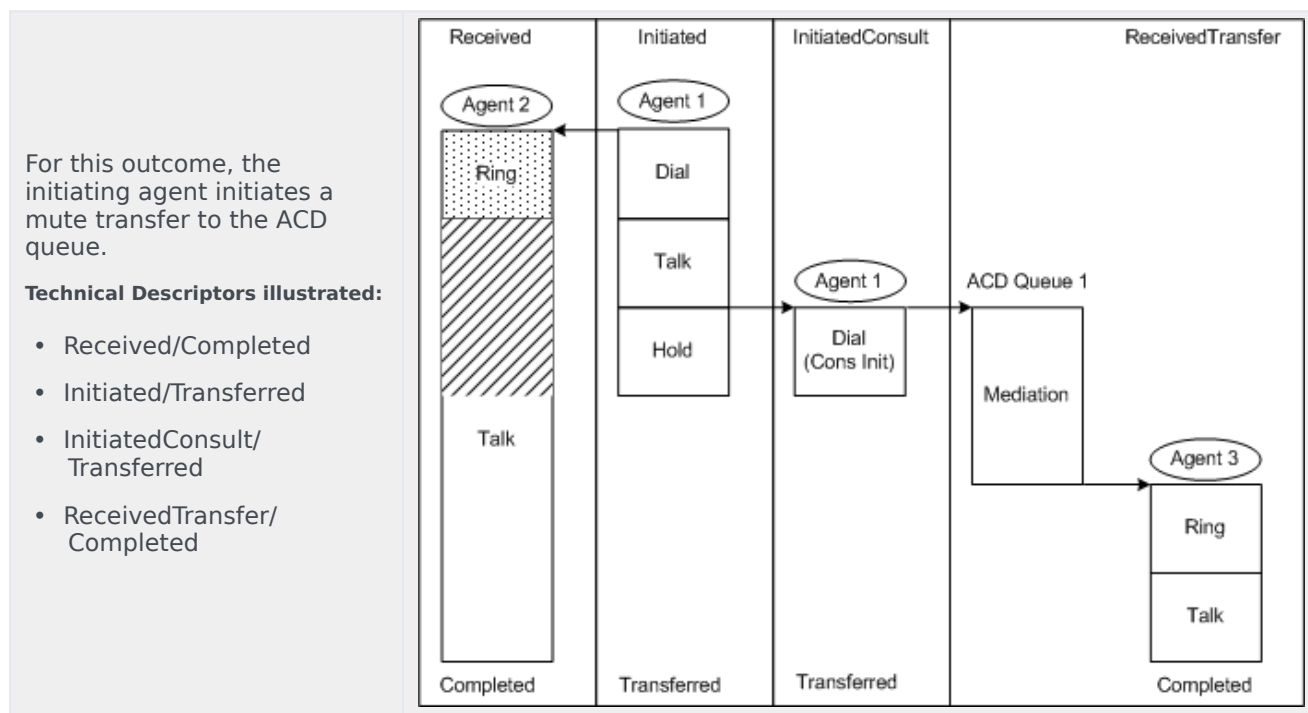 For this outcome, the
initiating agent initiates a
mute transfer to the ACD
queue.
Technical Descriptors illustrated:
• Received/Completed
• Initiated/Transferred
• InitiatedConsult/
Transferred
• ReceivedTransfer/
Completed
Received
Initiated
InitiatedConsult
ReceivedTransfer
Agent 2
Agent 1
Ring
Dial
Talk
Agent 1
ACD Queue 1
Hold
Dial
(Cons Init)
Mediation
Talk
Agent 3
Ring
Talk
Completed
Transferred
Transferred
Completed